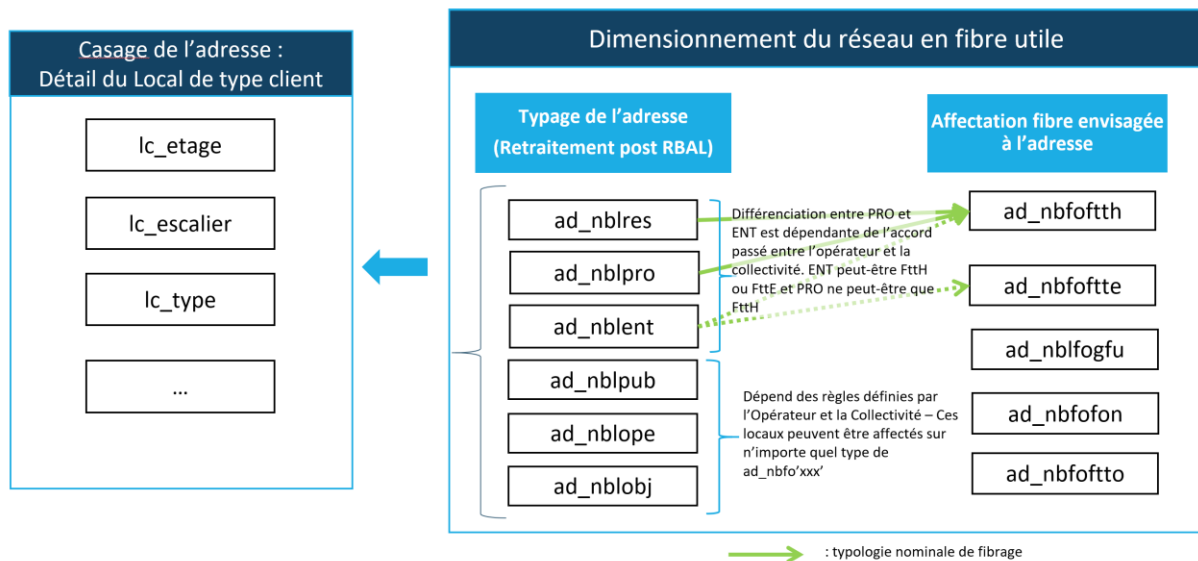 Casage de l'adresse :
Détail du Local de type client
lc_etage
lc_escalier
lc_type
...
Dimensionnement du réseau en fibre utile
Typage de l'adresse
(Retraitement post RBAL)
ad_nblres
ad_nblpro
ad_nblent
ad_nblpub
ad_nblope
ad_nblobj
Différenciation entre PRO et
ENT est dépendante de l'accord
passé entre l'opérateur et la
collectivité. ENT peut-être FttH
ou FttE et PRO ne peut-être que
FttH
Dépend des règles définies par
l'Opérateur et la Collectivité – Ces
locaux peuvent être affectés sur
n'importe quel type de
ad_nbfo'xxx'
Affectation fibre envisagée
à l'adresse
ad_nbfoftth
ad_nbfoftte
ad_nblfogfu
ad_nbfofon
ad_nbfoftto
: typologie nominale de fibrage